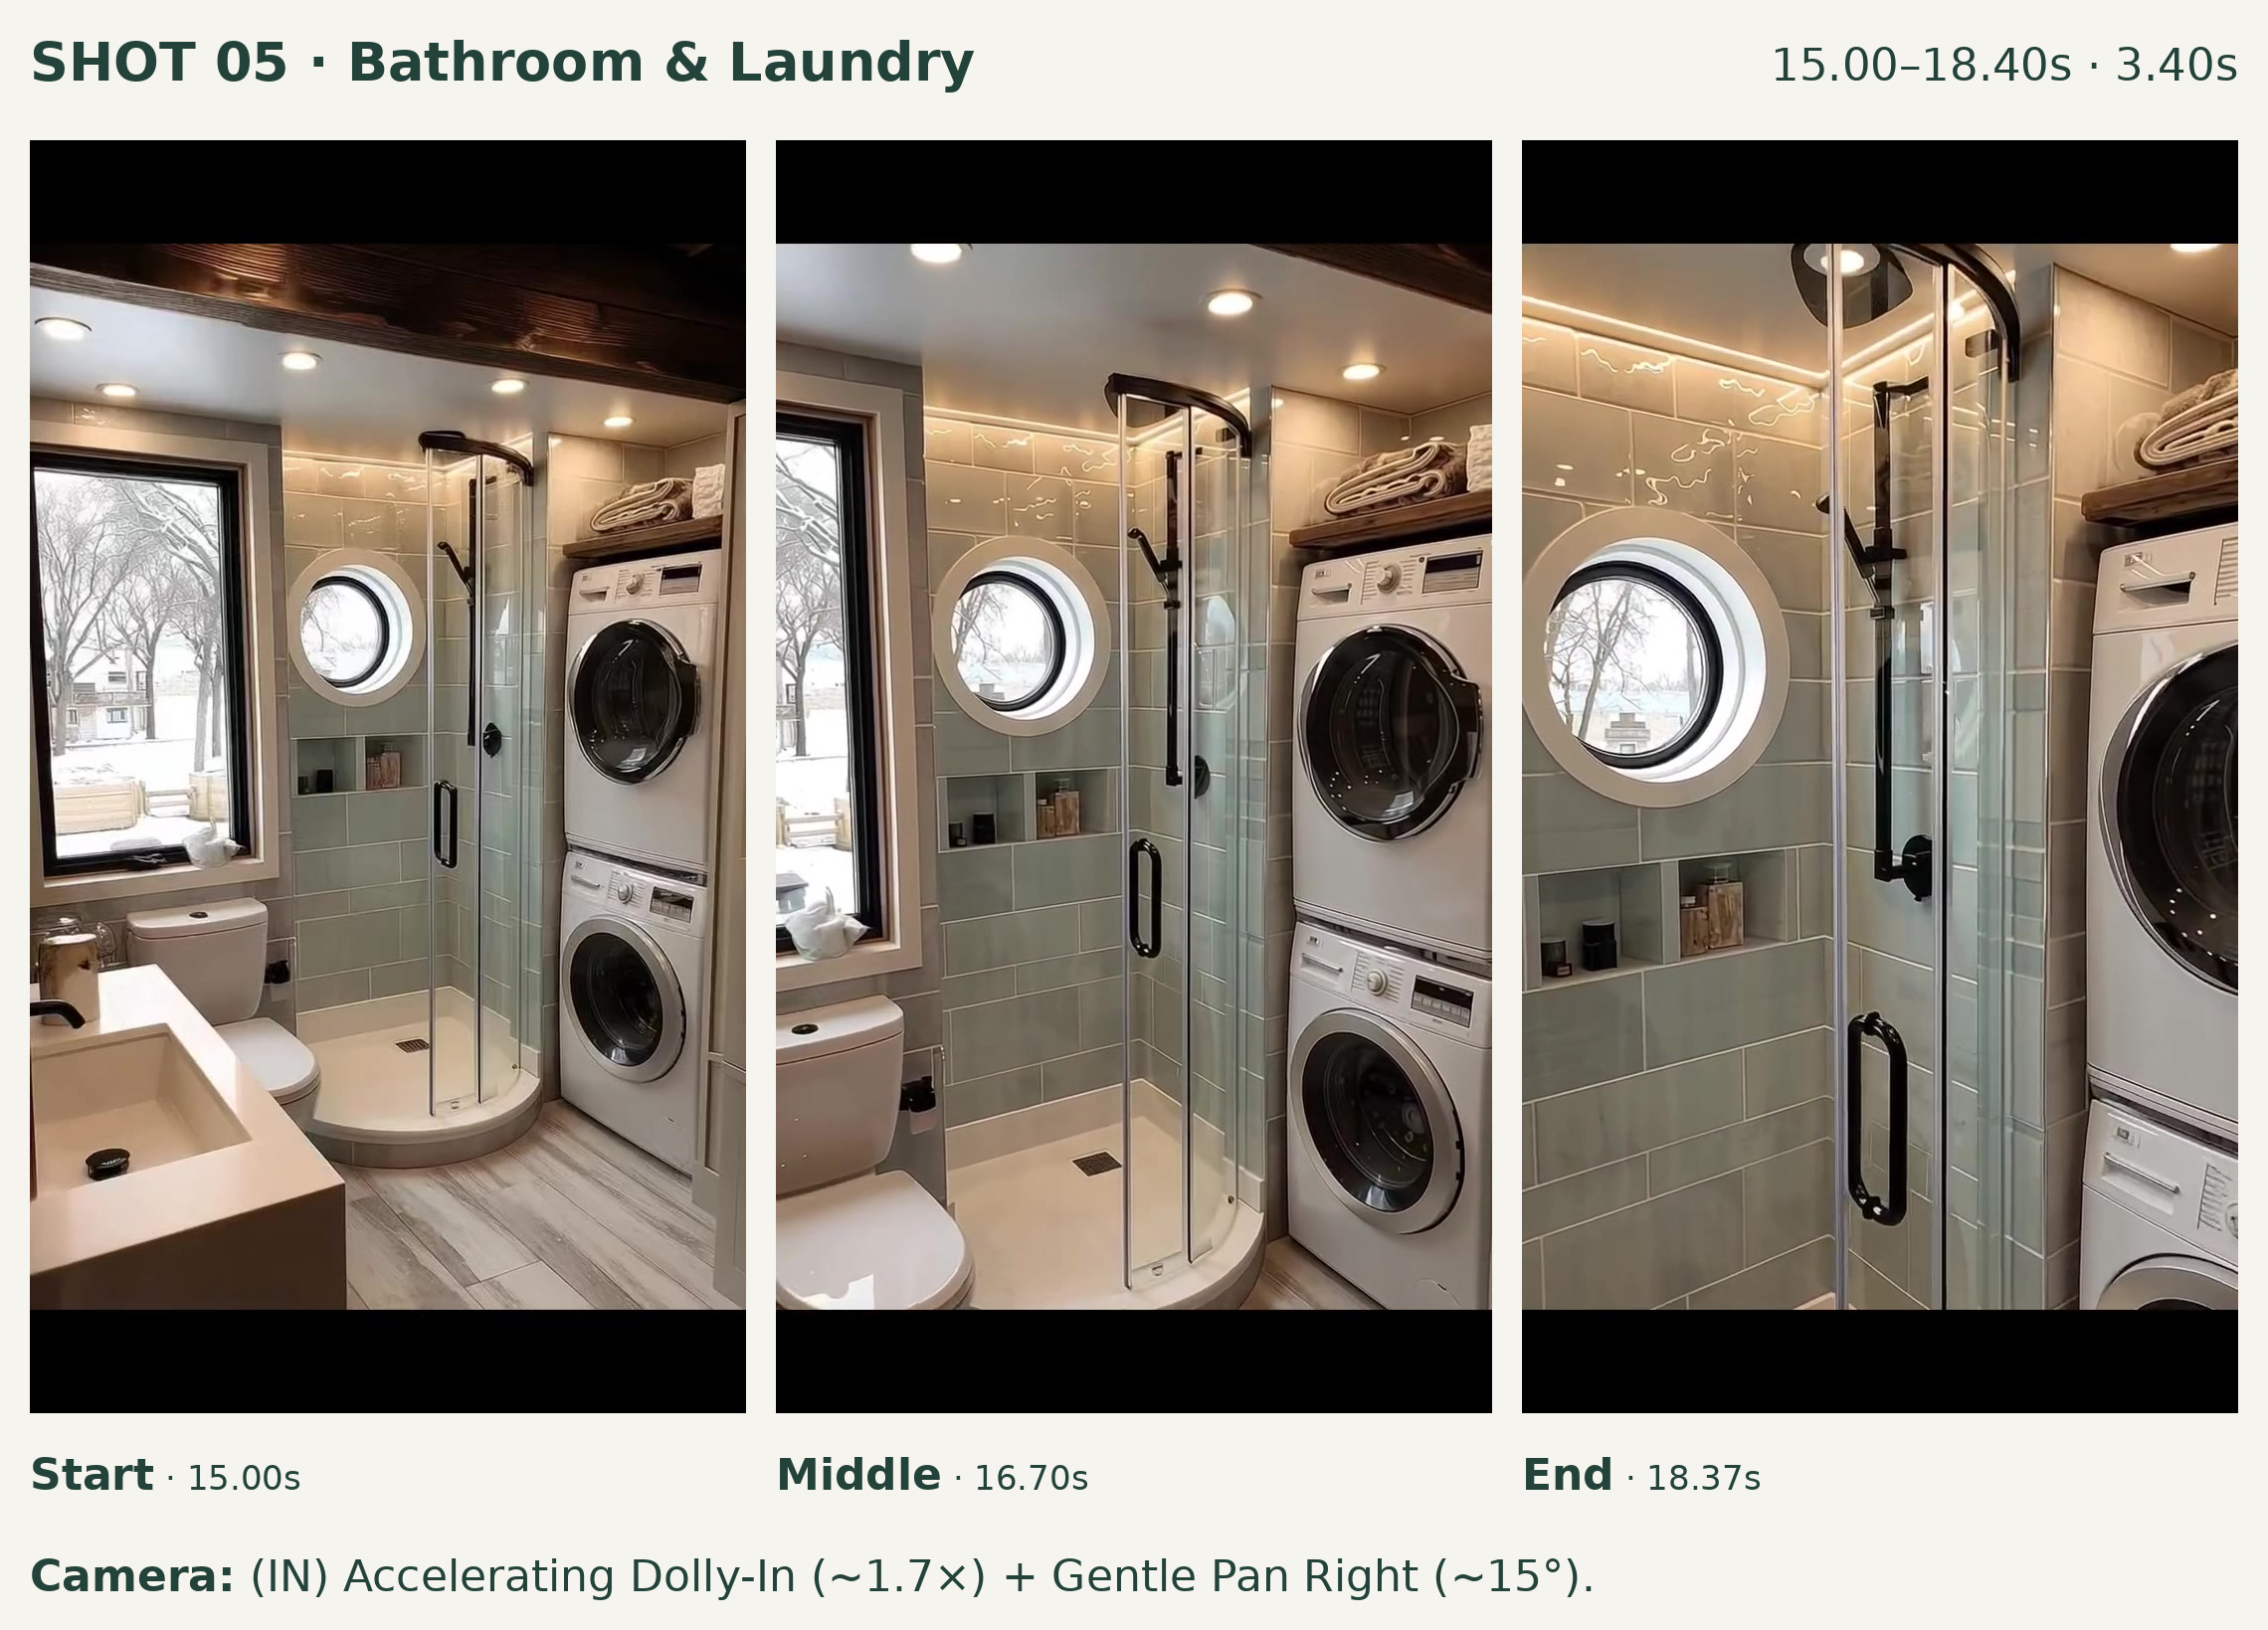 SHOT 05 · Bathroom & Laundry
15.00–18.40s · 3.40s
Start · 15.00s
Middle · 16.70s
End · 18.37s
Camera: (IN) Accelerating Dolly-In (~1.7×) + Gentle Pan Right (~15°).